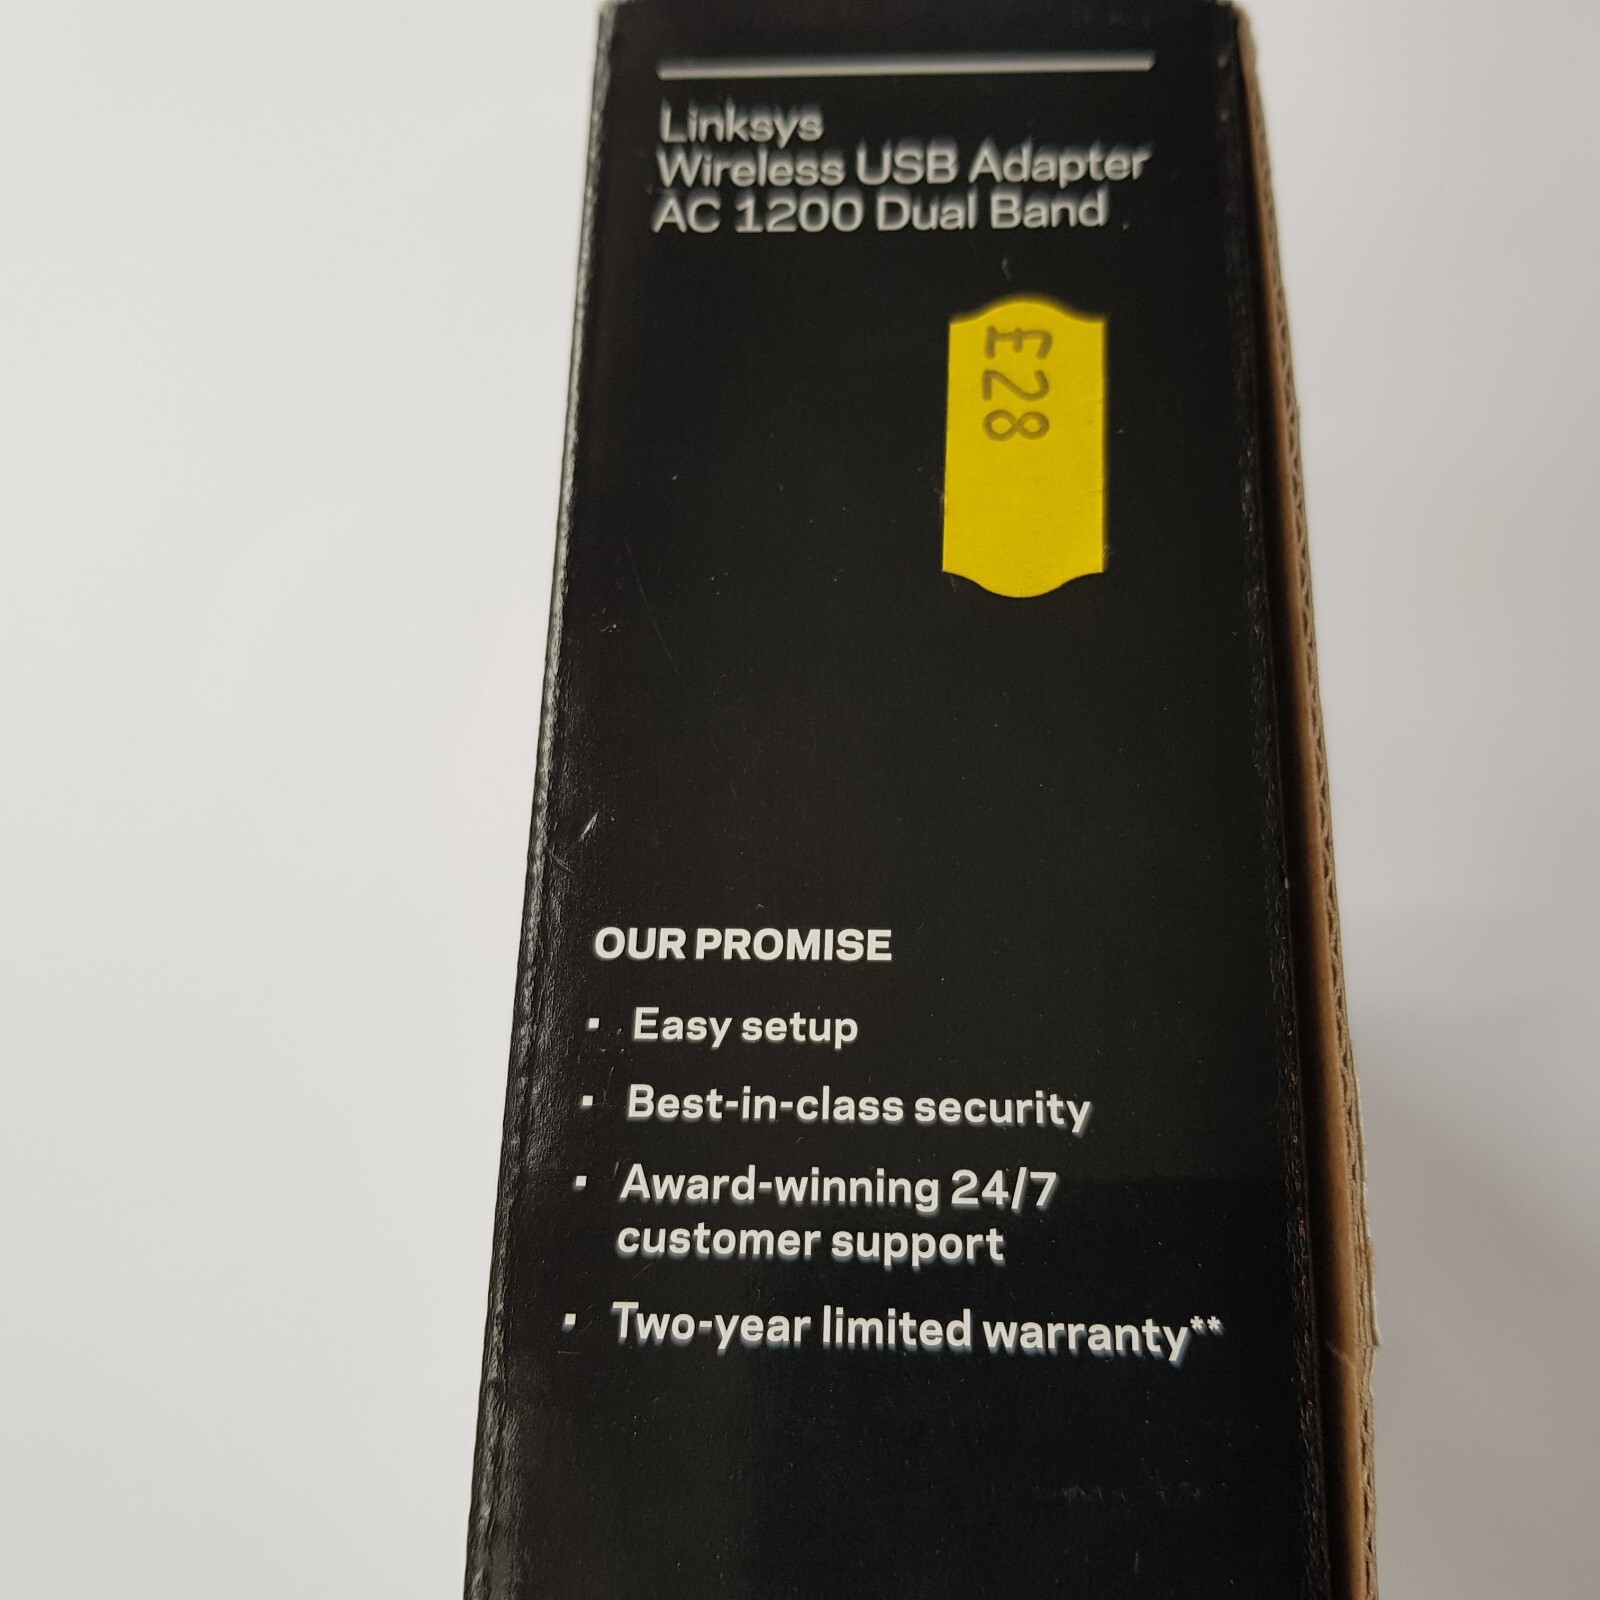 Linksys
Wireless USB Adapter
AC 1200 Dual Band
£28
OUR PROMISE
▪ Easy setup
▪ Best-in-class security
▪ Award-winning 24/7
customer support
▪ Two-year limited warranty**